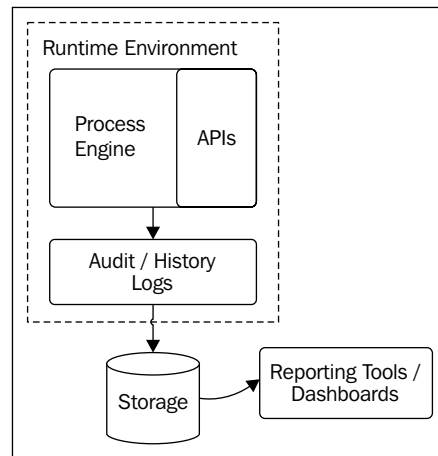 Runtime Environment
Process
Engine
APIs
Audit / History
Logs
Storage
Reporting Tools /
Dashboards